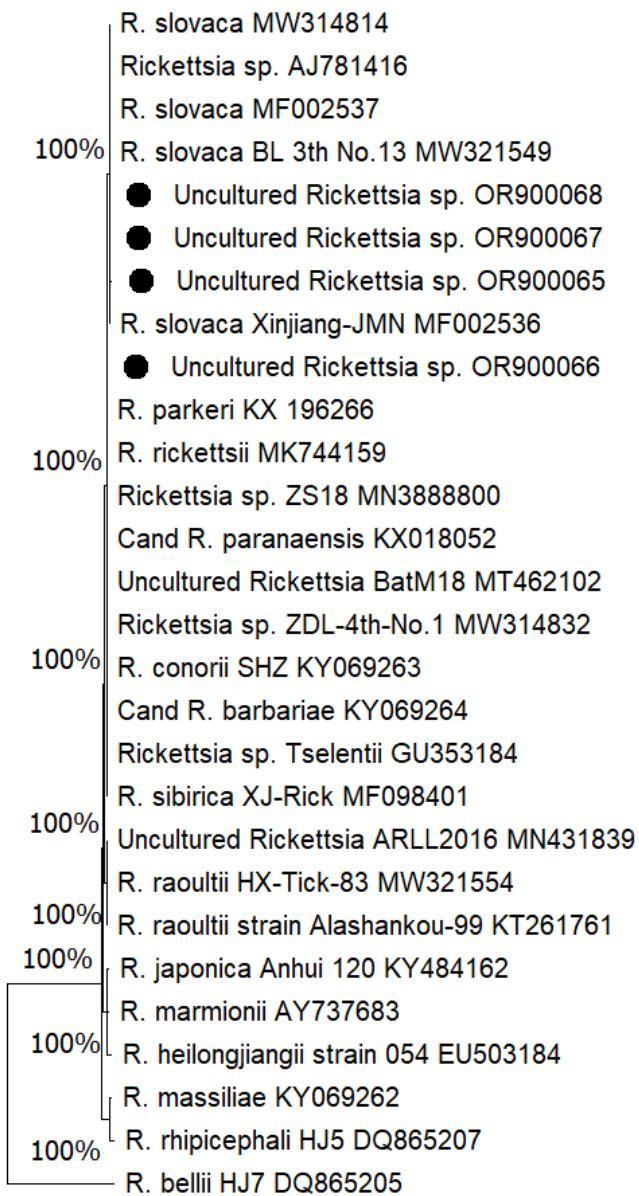 R. slovaca MW314814
Rickettsia sp. AJ781416
R. slovaca MF002537
100% R. slovaca BL 3th No.13 MW321549
Uncultured Rickettsia sp. OR900068
Uncultured Rickettsia sp. OR900067
Uncultured Rickettsia sp. OR900065
R. slovaca Xinjiang-JMN MF002536
Uncultured Rickettsia sp. OR900066
R. parkeri KX 196266
100% R. rickettsii MK744159
Rickettsia sp. ZS18 MN3888800
Cand R. paranaensis KX018052
Uncultured Rickettsia BatM18 MT462102
Rickettsia sp. ZDL-4th-No.1 MW314832
100% R. conorii SHZ KY069263
Cand R. barbariae KY069264
Rickettsia sp. Tselentii GU353184
R. sibirica XJ-Rick MF098401
100% Uncultured Rickettsia ARLL2016 MN431839
R. raoultii HX-Tick-83 MW321554
100% R. raoultii strain Alashankou-99 KT261761
100% R. japonica Anhui 120 KY484162
R. marmionii AY737683
100% R. heilongjiangii strain 054 EU503184
R. massiliae KY069262
100% R. rhipicephali HJ5 DQ865207
R. bellii HJ7 DQ865205